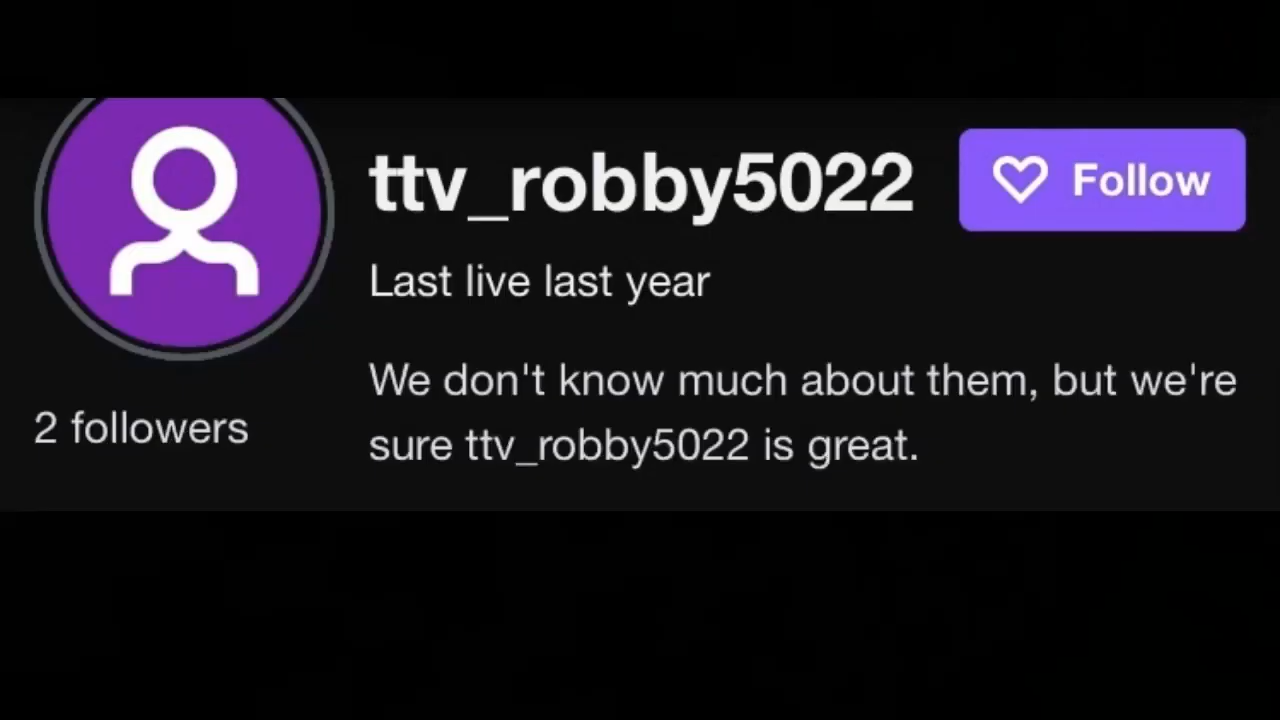 ttv_robby5022
Follow
Last live last year
We don't know much about them, but we're
sure ttv_robby5022 is great.
2 followers